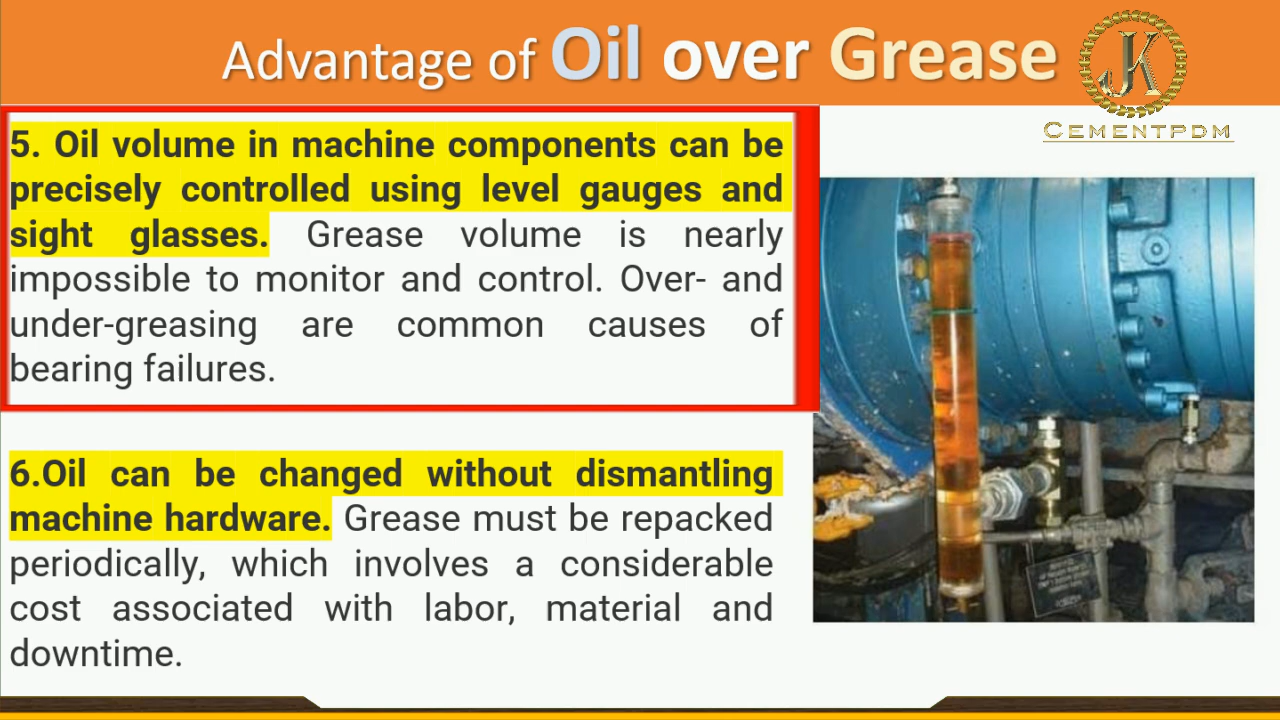 Advantage of Oil over Grease
JK
CEMENTPDM
5. Oil volume in machine components can be
precisely controlled using level gauges and
sight glasses. Grease volume is nearly
impossible to monitor and control. Over- and
under-greasing are common causes of
bearing failures.
6.Oil can be changed without dismantling
machine hardware. Grease must be repacked
periodically, which involves a considerable
cost associated with labor, material and
downtime.